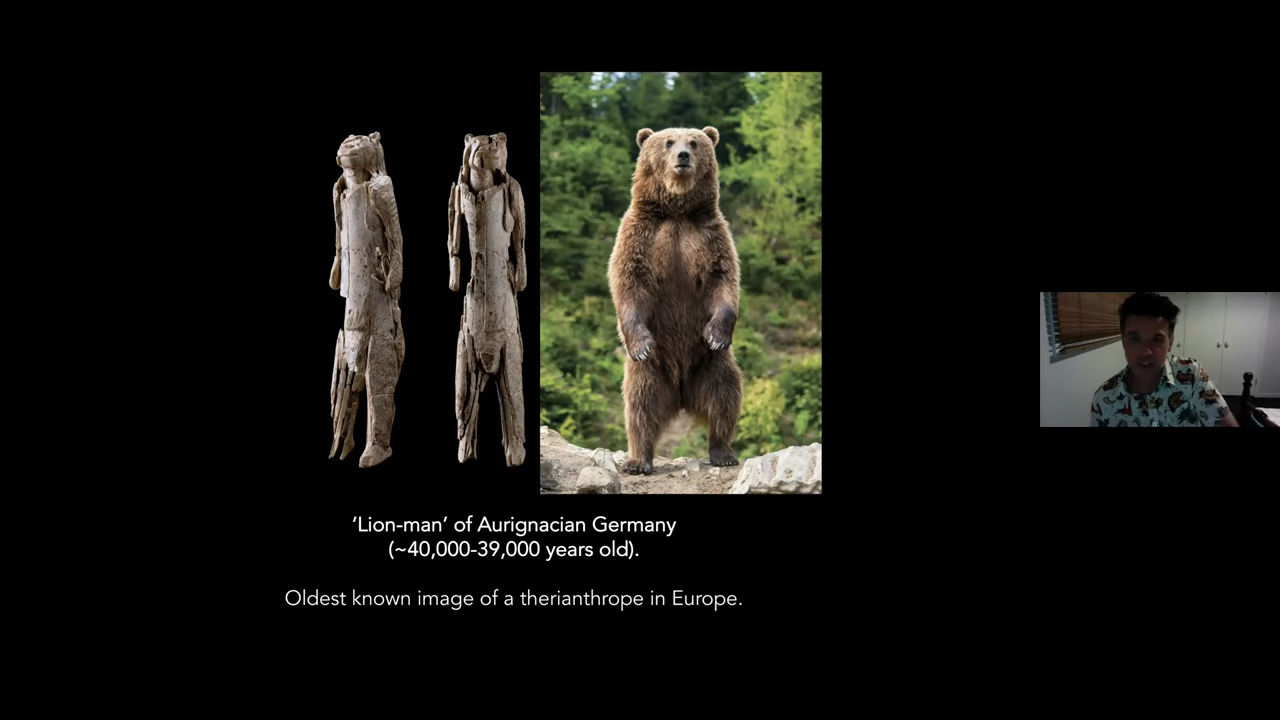 ‘Lion-man’ of Aurignacian Germany
(~40,000-39,000 years old).
Oldest known image of a therianthrope in Europe.